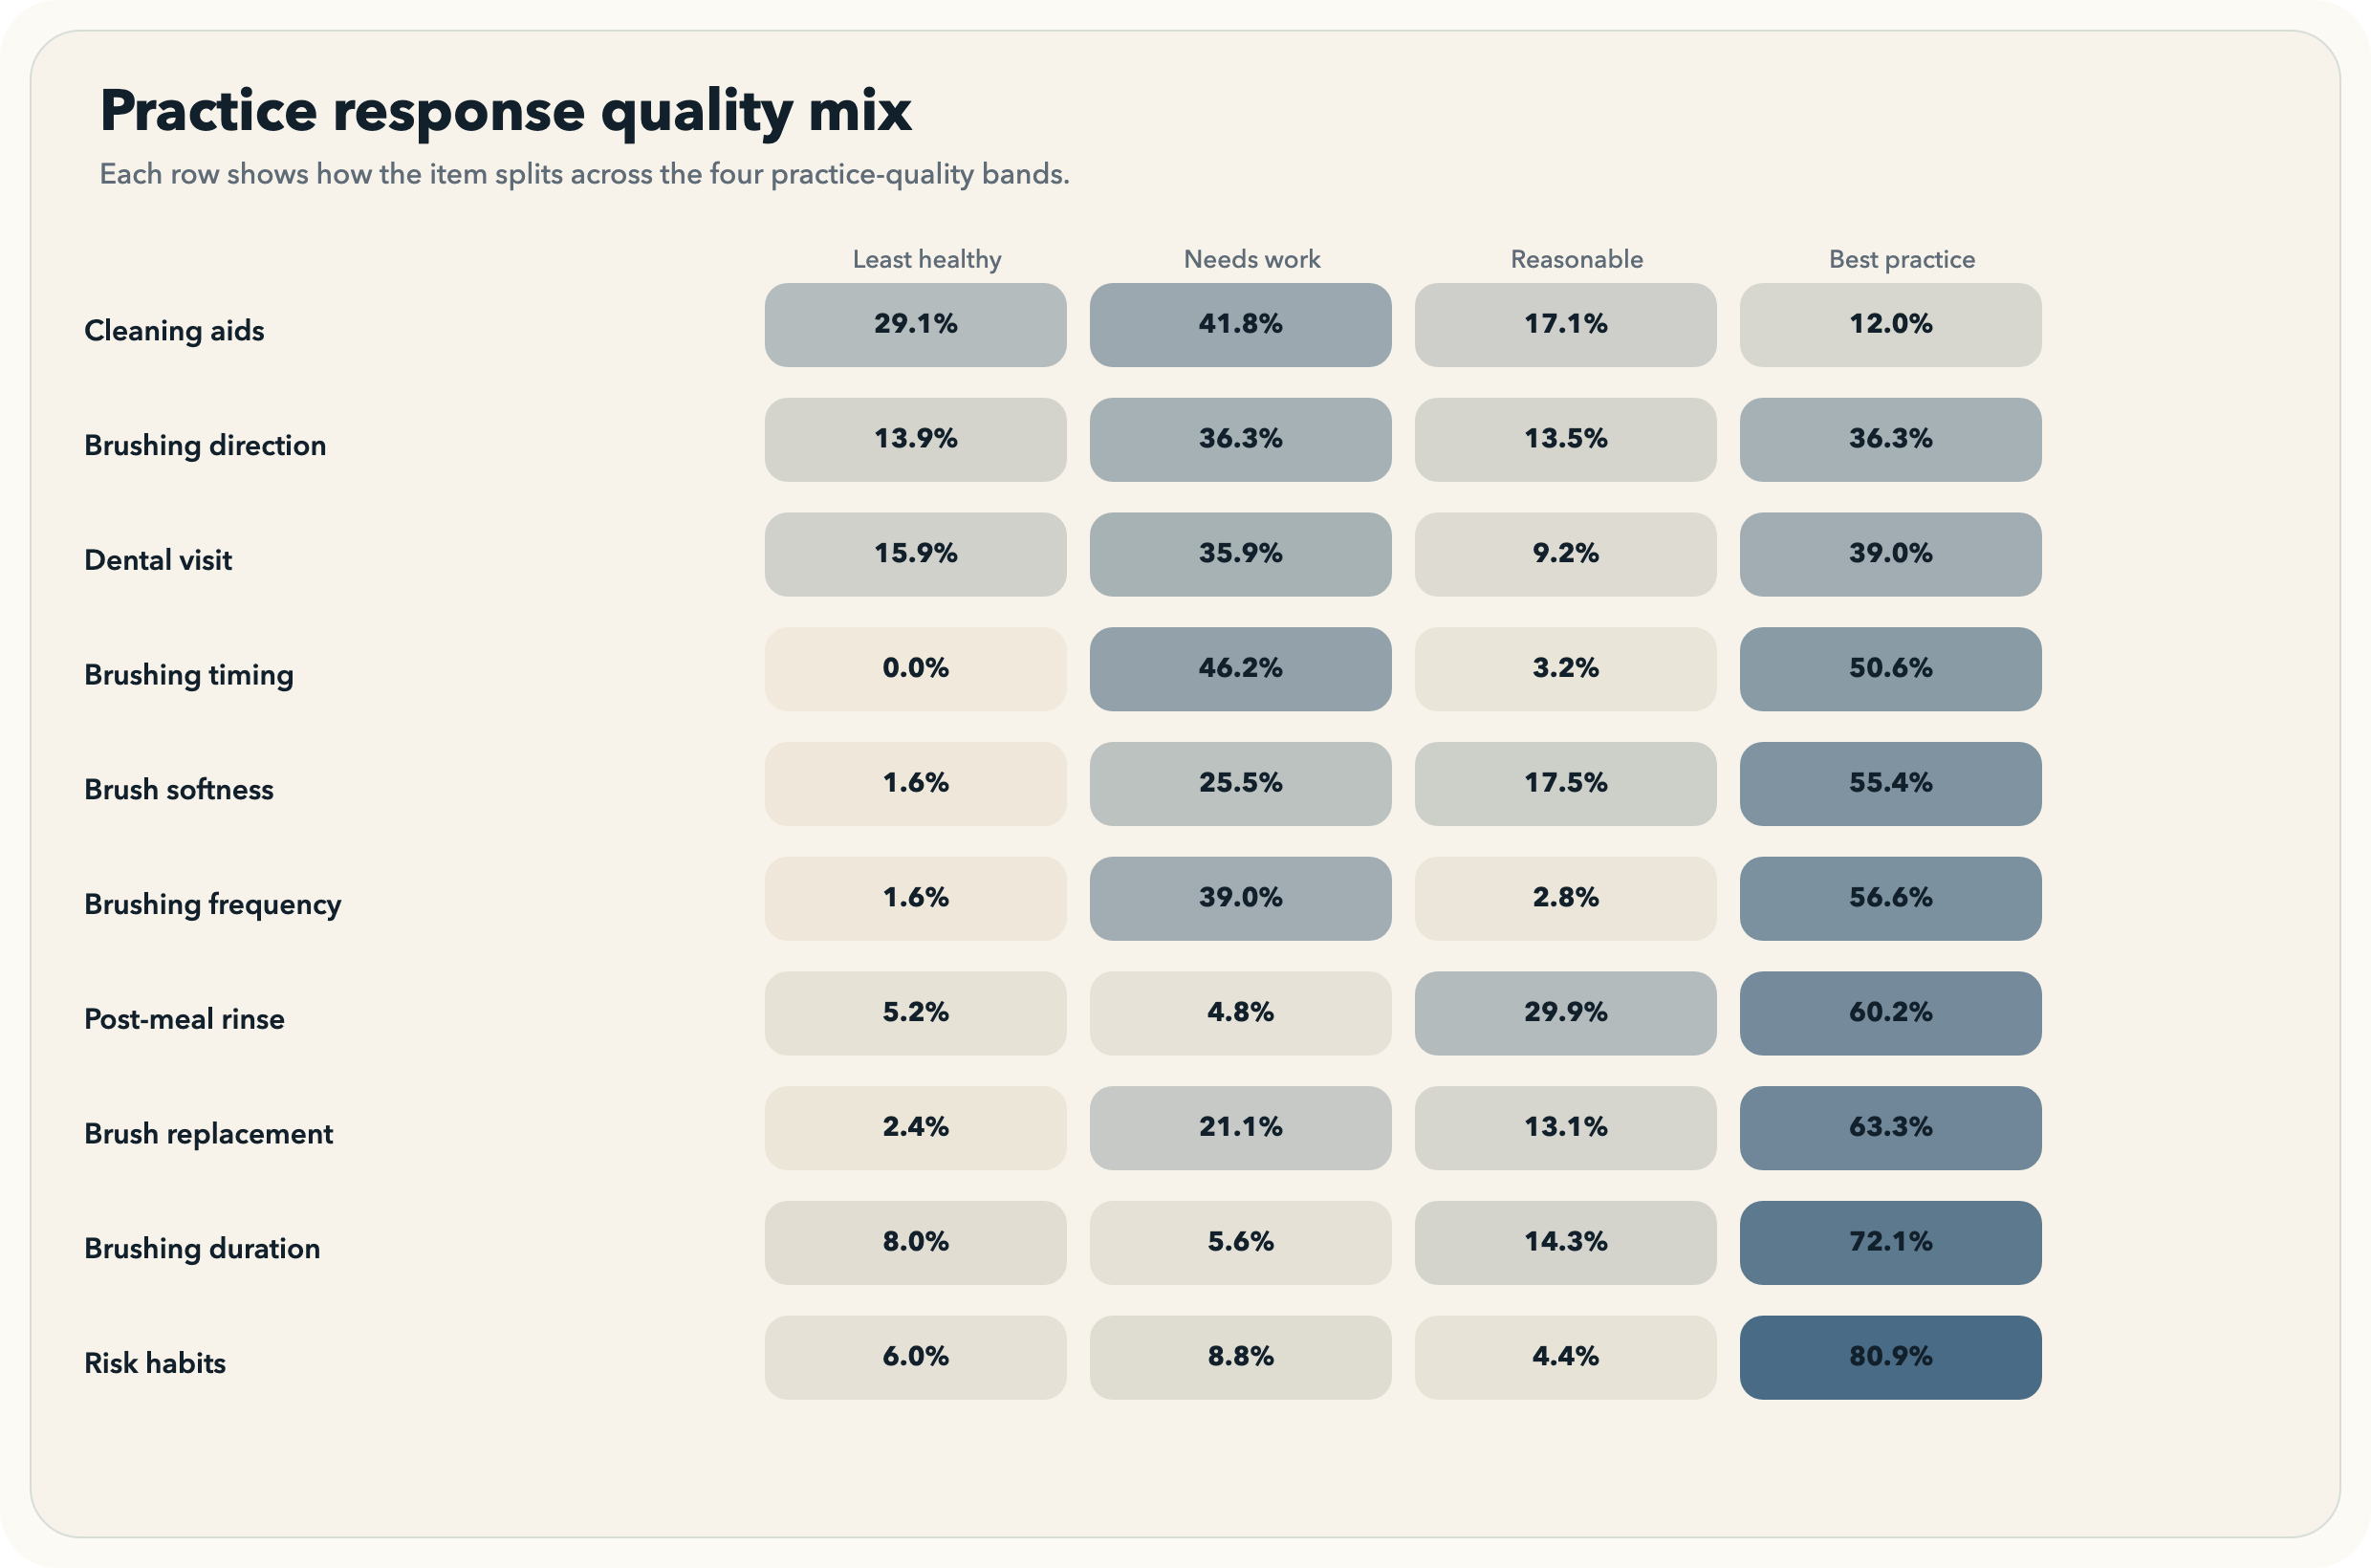 Practice response quality mix
Each row shows how the item splits across the four practice-quality bands.
Least healthy Needs work Reasonable Best practice
Cleaning aids 29.1% 41.8% 17.1% 12.0%
Brushing direction 13.9% 36.3% 13.5% 36.3%
Dental visit 15.9% 35.9% 9.2% 39.0%
Brushing timing 0.0% 46.2% 3.2% 50.6%
Brush softness 1.6% 25.5% 17.5% 55.4%
Brushing frequency 1.6% 39.0% 2.8% 56.6%
Post-meal rinse 5.2% 4.8% 29.9% 60.2%
Brush replacement 2.4% 21.1% 13.1% 63.3%
Brushing duration 8.0% 5.6% 14.3% 72.1%
Risk habits 6.0% 8.8% 4.4% 80.9%